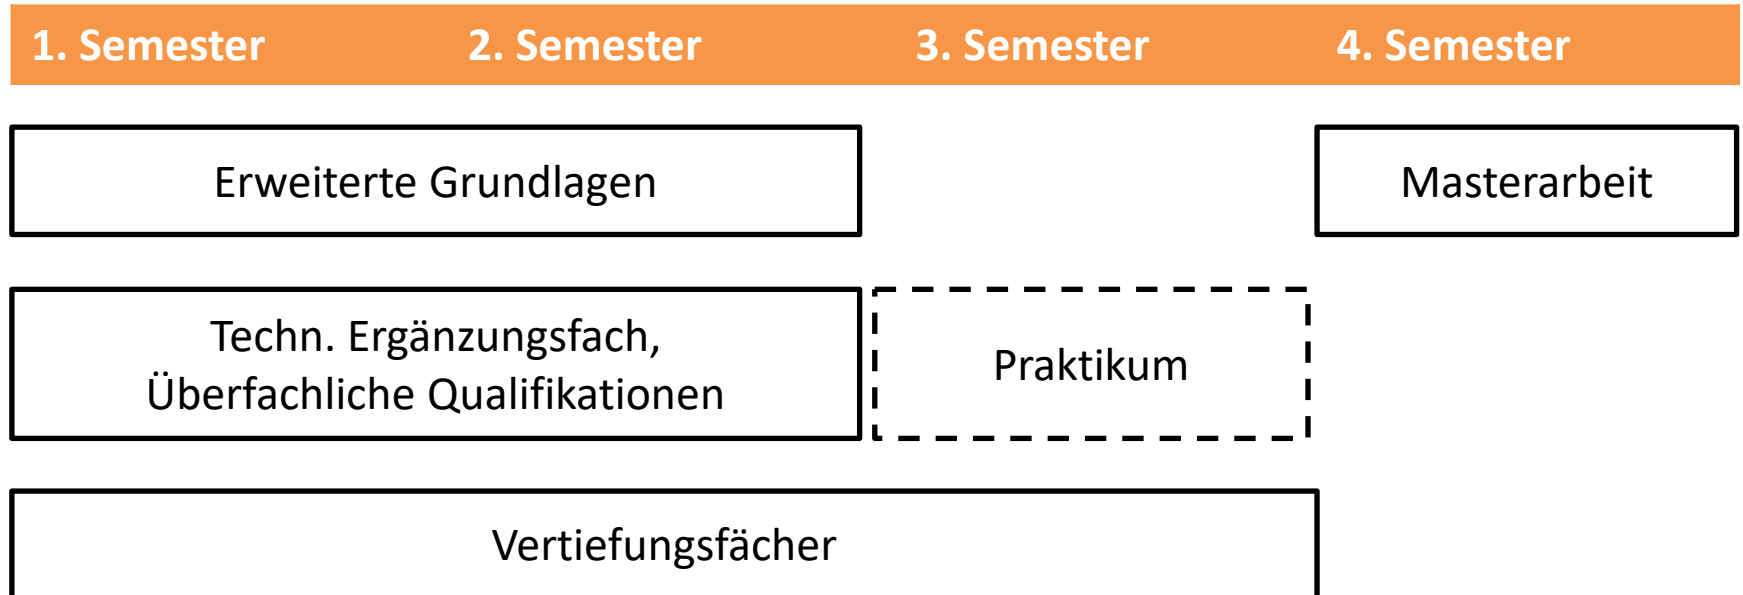 1. Semester 2. Semester 3. Semester 4. Semester
Erweiterte Grundlagen
Masterarbeit
Techn. Ergänzungsfach,
Überfachliche Qualifikationen
Praktikum
Vertiefungsfächer